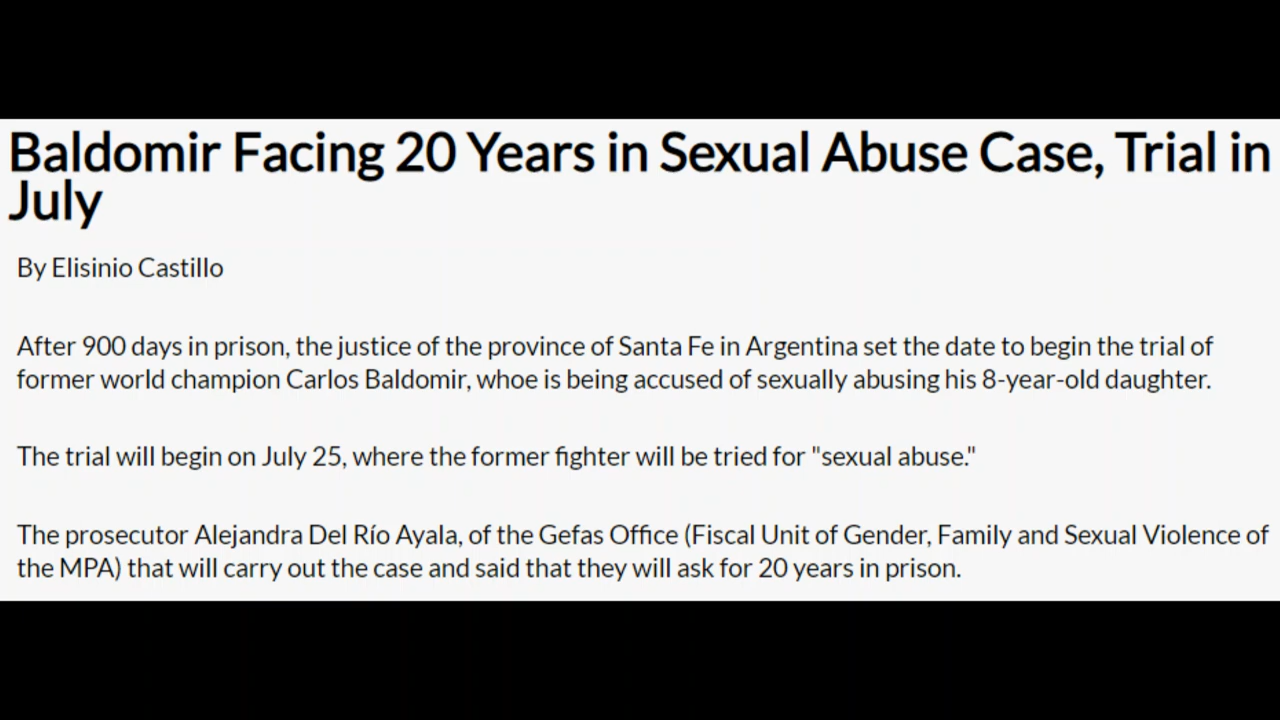 Baldomir Facing 20 Years in Sexual Abuse Case, Trial in
July
By Elisinio Castillo
After 900 days in prison, the justice of the province of Santa Fe in Argentina set the date to begin the trial of
former world champion Carlos Baldomir, whoe is being accused of sexually abusing his 8-year-old daughter.
The trial will begin on July 25, where the former fighter will be tried for "sexual abuse."
The prosecutor Alejandra Del Río Ayala, of the Gefas Office (Fiscal Unit of Gender, Family and Sexual Violence of
the MPA) that will carry out the case and said that they will ask for 20 years in prison.